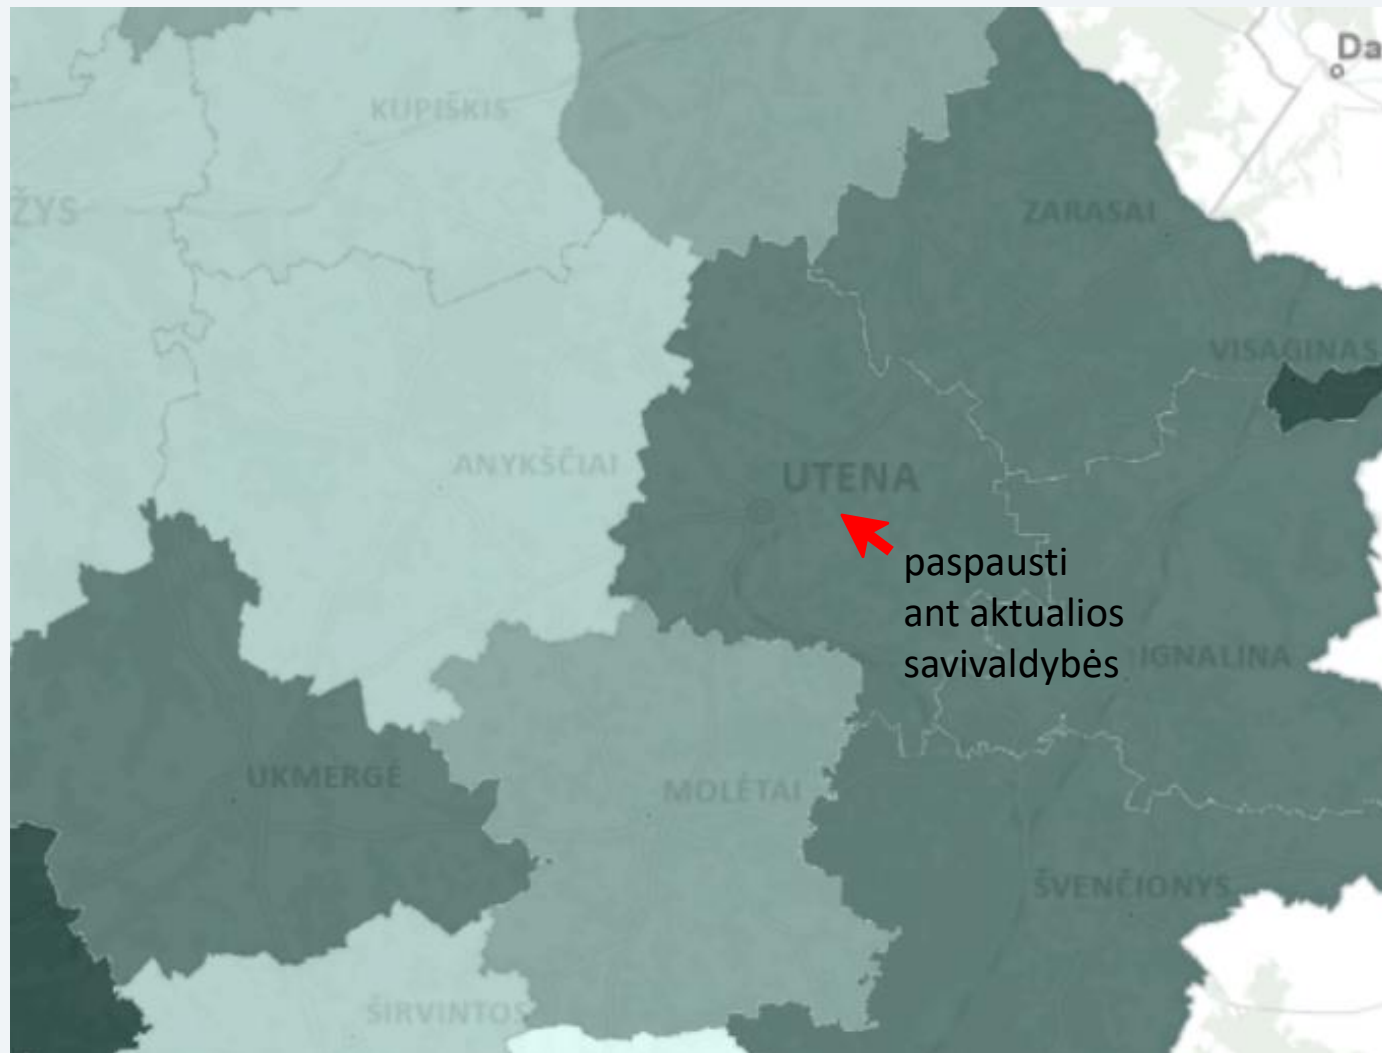 Da
KUPIŠKIS
ŽYS
ZARASAI
VISAGINAS
ANYKŠČIAI
UTENA
paspausti
ant aktualios
savivaldybės
IGNALINA
UKMERGĖ
MOLĖTAI
ŠVENČIONYS
ŠIRVINTOS